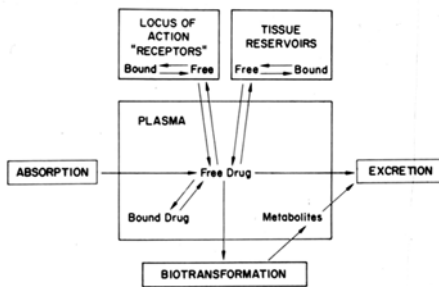 LOCUS OF
ACTION
"RECEPTORS"
Bound Free
TISSUE
RESERVOIRS
Free Bound
PLASMA
ABSORPTION
Free Drug
EXCRETION
Bound Drug
Metabolites
BIOTRANSFORMATION